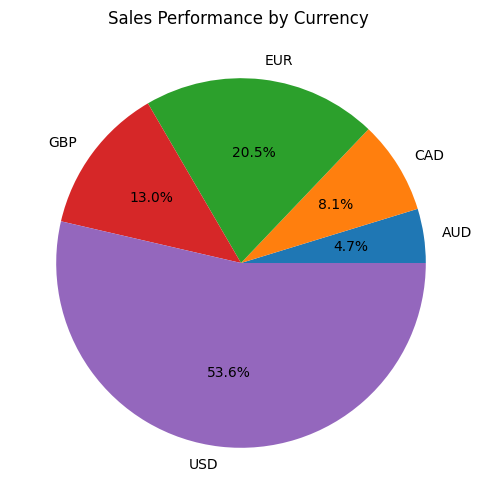 Sales Performance by Currency
EUR
GBP
CAD
20.5%
13.0%
8.1%
AUD
4.7%
53.6%
USD